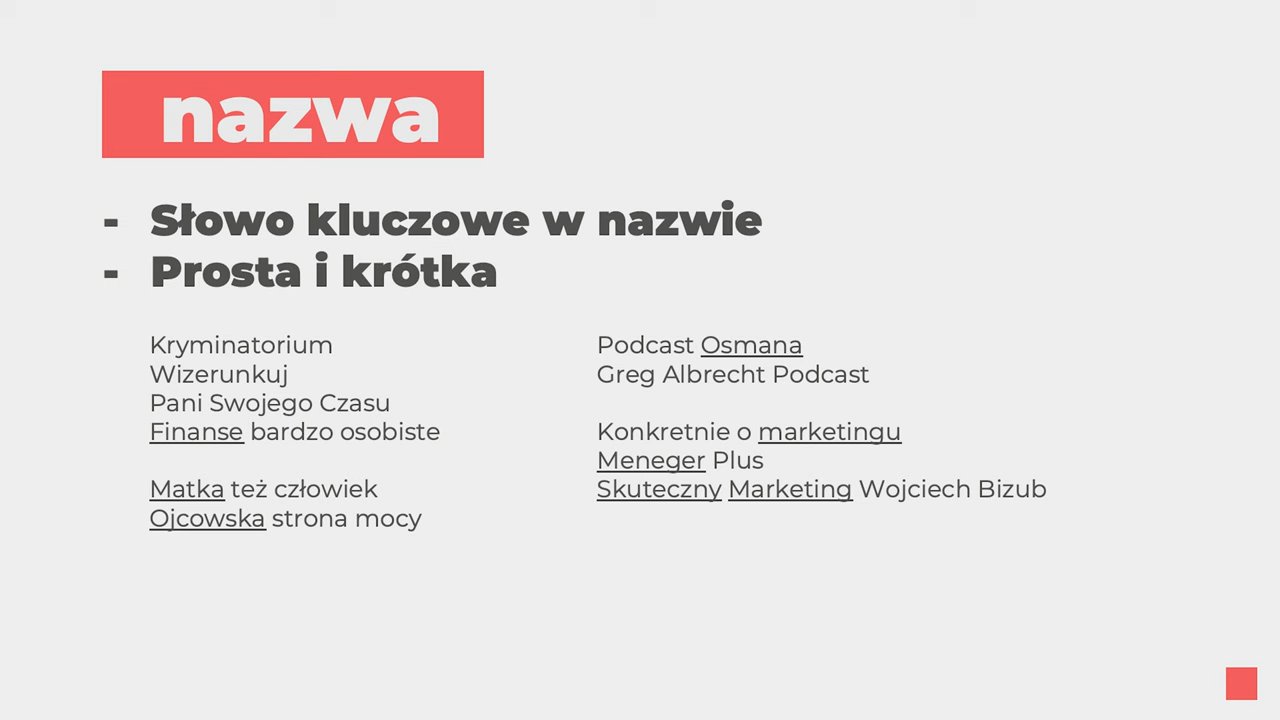 nazwa
- Słowo kluczowe w nazwie
- Prosta i krótka
Kryminatorium
Wizerunkuj
Pani Swojego Czasu
Finanse bardzo osobiste
Matka też człowiek
Ojcowska strona mocy
Podcast Osmana
Greg Albrecht Podcast
Konkretnie o marketingu
Meneger Plus
Skuteczny Marketing Wojciech Bizub